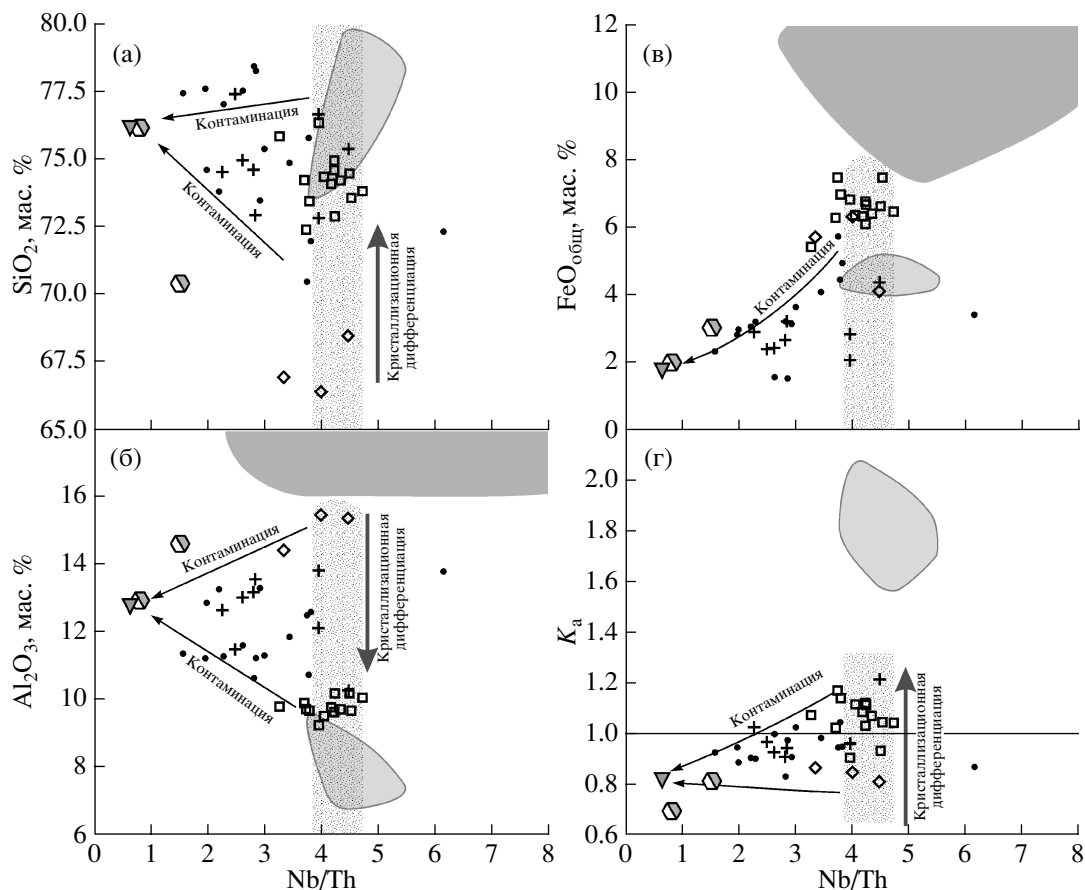 (а)
80.0
77.5
75.0
72.5
70.0
67.5
65.0
SiO₂, мас. %
Контаминация
Контаминация
Кристаллизационная
дифференциация
(в)
12
10
8
6
4
2
0
FeOобщ, мас. %
Контаминация
(б)
16
14
12
10
8
6
Al₂O₃, мас. %
Контаминация
Контаминация
Кристаллизационная
дифференциация
0 1 2 3 4 5 6 7 8
Nb/Th
(г)
2.0
1.8
1.6
1.4
1.2
1.0
0.8
0.6
Kа
Контаминация
Кристаллизационная
дифференциация
0 1 2 3 4 5 6 7 8
Nb/Th